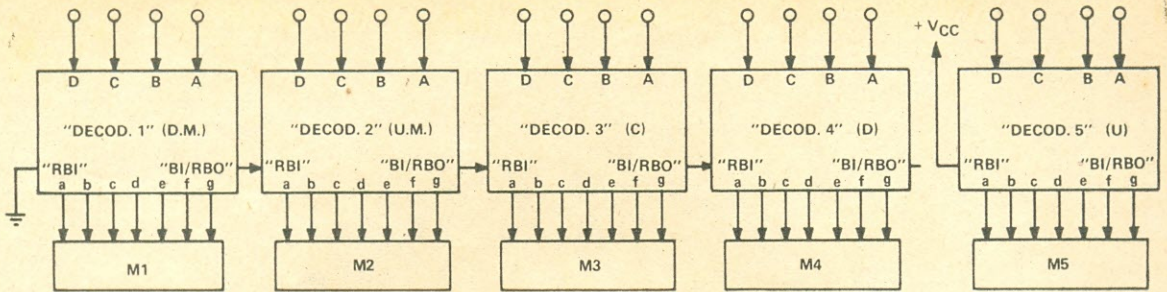 + VCC
D C B A D C B A D C B A D C B A D C B A
"DECOD. 1" (D.M.) "DECOD. 2" (U.M.) "DECOD. 3" (C) "DECOD. 4" (D) "DECOD. 5" (U)
"RBI" "BI/RBO" "RBI" "BI/RBO" "RBI" "BI/RBO" "RBI" "BI/RBO" "RBI" "BI/RBO"
a b c d e f g a b c d e f g a b c d e f g a b c d e f g a b c d e f g
M1 M2 M3 M4 M5